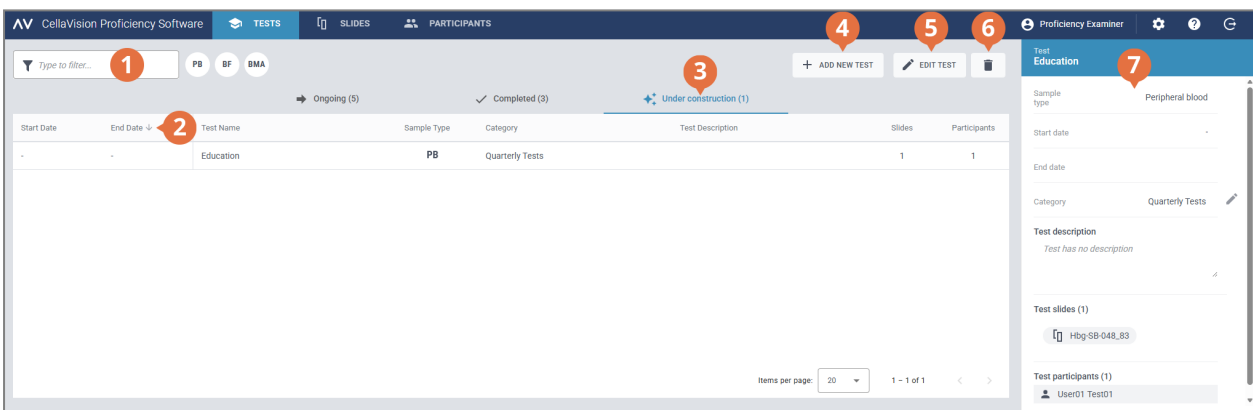 CellaVision Proficiency Software
TESTS
SLIDES
PARTICIPANTS
Proficiency Examiner
Type to filter...
1
PB
BF
BMA
4
ADD NEW TEST
5
EDIT TEST
6
Test
Education
7
Ongoing (5)
Completed (3)
3
Under construction (1)
Start Date
End Date
2
Test Name
Sample Type
Category
Test Description
Slides
Participants
-
-
Education
PB
Quarterly Tests
1
1
Sample
type
Peripheral blood
Start date
-
End date
Category
Quarterly Tests
Test description
Test has no description
Test slides (1)
Hbg-SB-048_83
Test participants (1)
User01 Test01
Items per page:
20
1 – 1 of 1